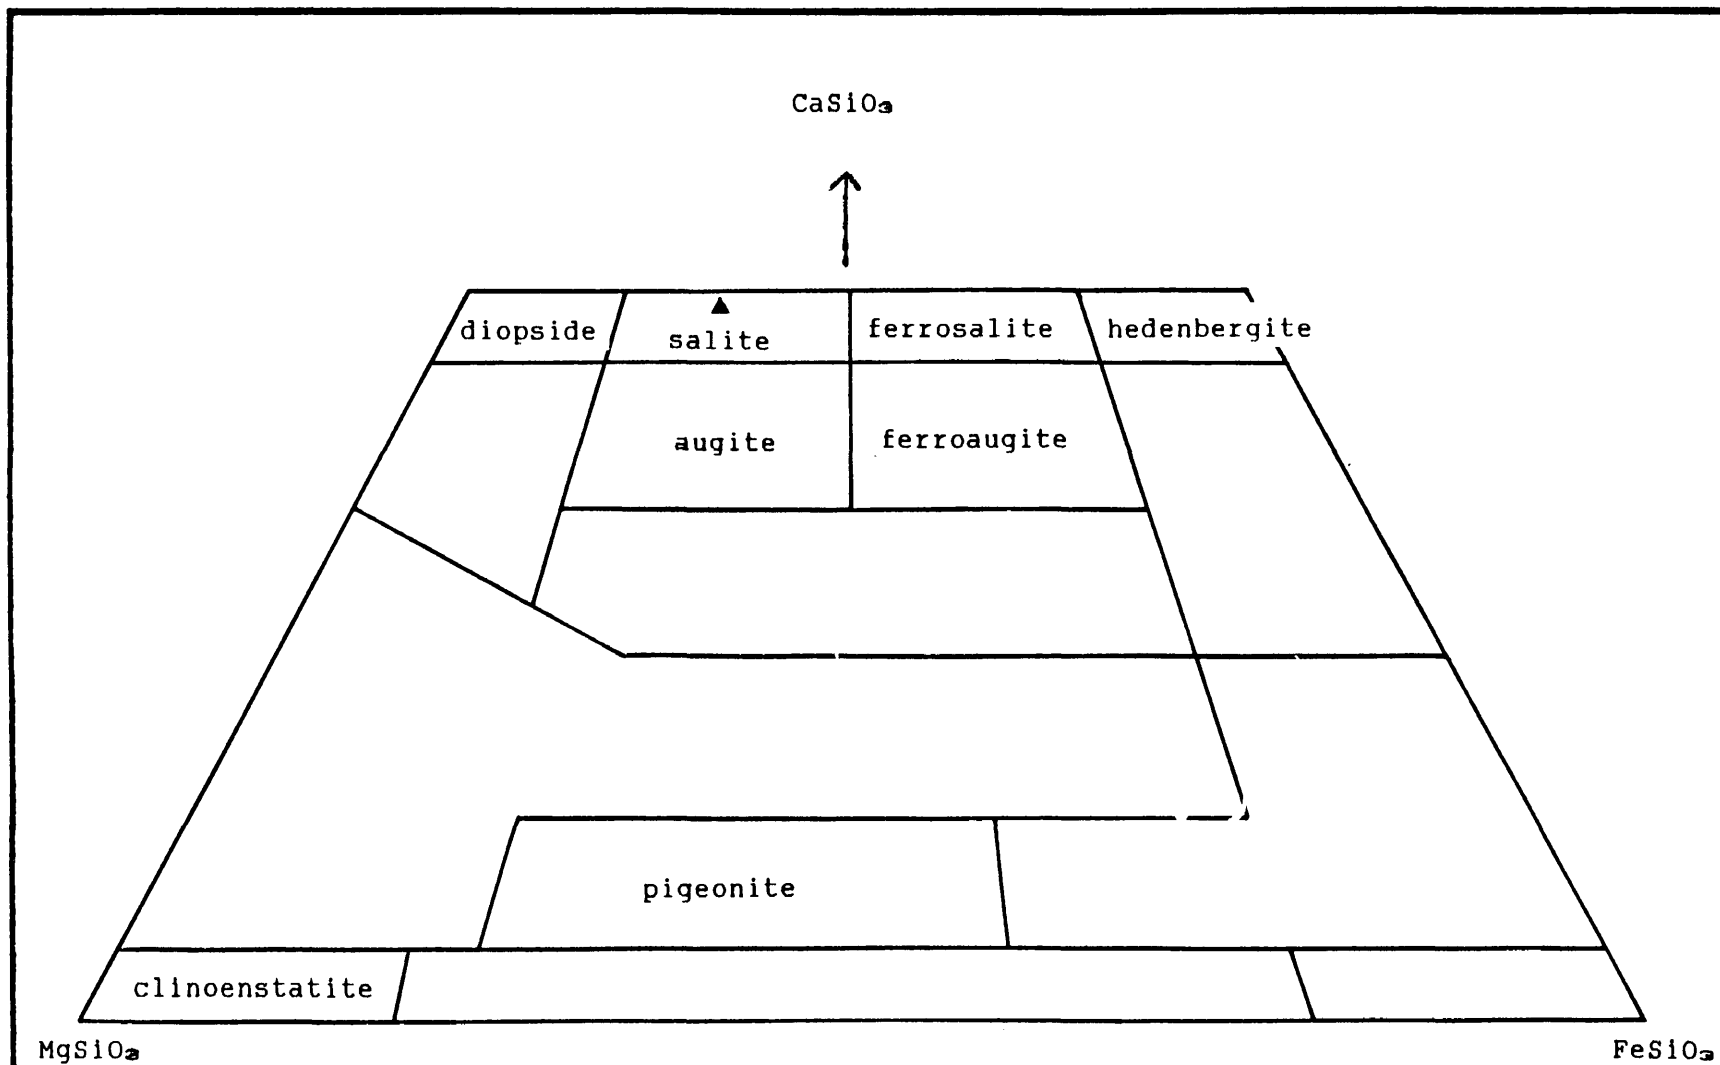 CaSiO₃
diopside
salite
ferrosalite
hedenbergite
augite
ferroaugite
pigeonite
clinoenstatite
MgSiO₃
FeSiO₃